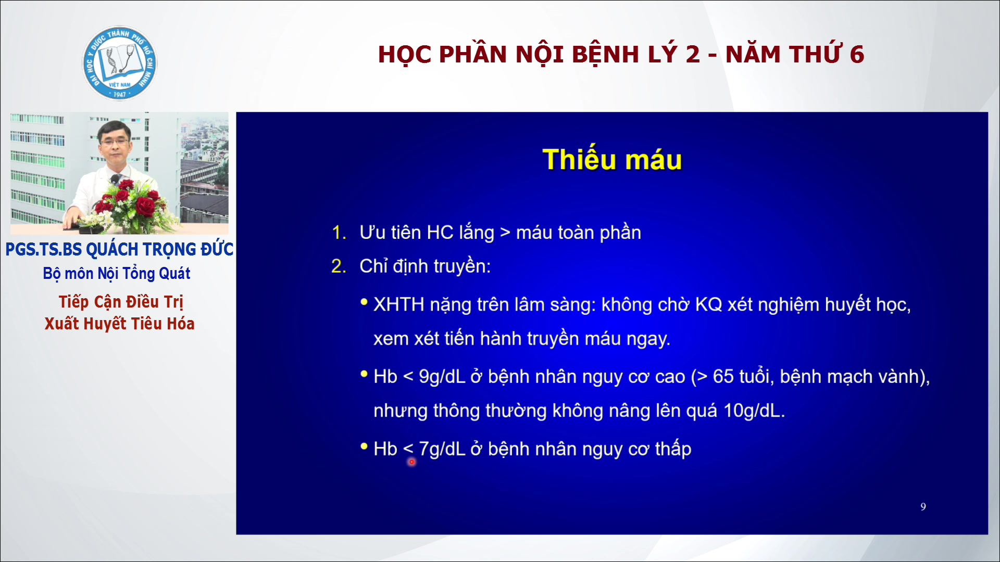 ĐẠI HỌC Y DƯỢC THÀNH PHỐ HỒ CHÍ MINH
VIỆT NAM
1947
HỌC PHẦN NỘI BỆNH LÝ 2 - NĂM THỨ 6
PGS.TS.BS QUÁCH TRỌNG ĐỨC
Bộ môn Nội Tổng Quát
Tiếp Cận Điều Trị
Xuất Huyết Tiêu Hóa
Thiếu máu
1. Ưu tiên HC lắng > máu toàn phần
2. Chỉ định truyền:
• XHTH nặng trên lâm sàng: không chờ KQ xét nghiệm huyết học,
xem xét tiến hành truyền máu ngay.
• Hb < 9g/dL ở bệnh nhân nguy cơ cao (> 65 tuổi, bệnh mạch vành),
nhưng thông thường không nâng lên quá 10g/dL.
• Hb < 7g/dL ở bệnh nhân nguy cơ thấp
9